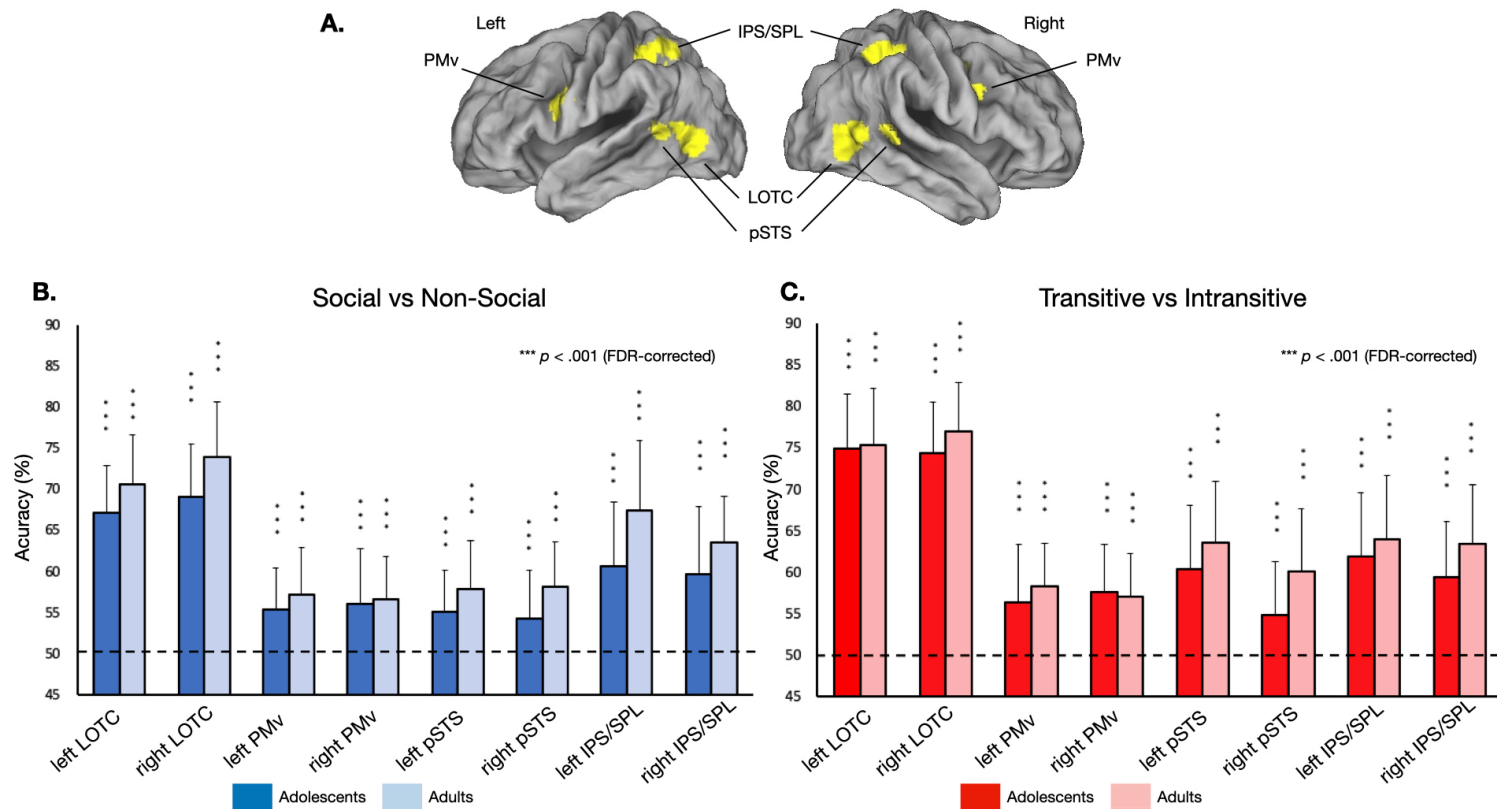 A.
Left
IPS/SPL
Right
PMv
PMv
LOTC
pSTS
B.
Social vs Non-Social
*** p < .001 (FDR-corrected)
Acuracy (%)
90
85
80
75
70
65
60
55
50
45
left LOTC
right LOTC
left PMv
right PMv
left pSTS
right pSTS
left IPS/SPL
right IPS/SPL
Adolescents
Adults
C.
Transitive vs Intransitive
*** p < .001 (FDR-corrected)
Acuracy (%)
90
85
80
75
70
65
60
55
50
45
left LOTC
right LOTC
left PMv
right PMv
left pSTS
right pSTS
left IPS/SPL
right IPS/SPL
Adolescents
Adults